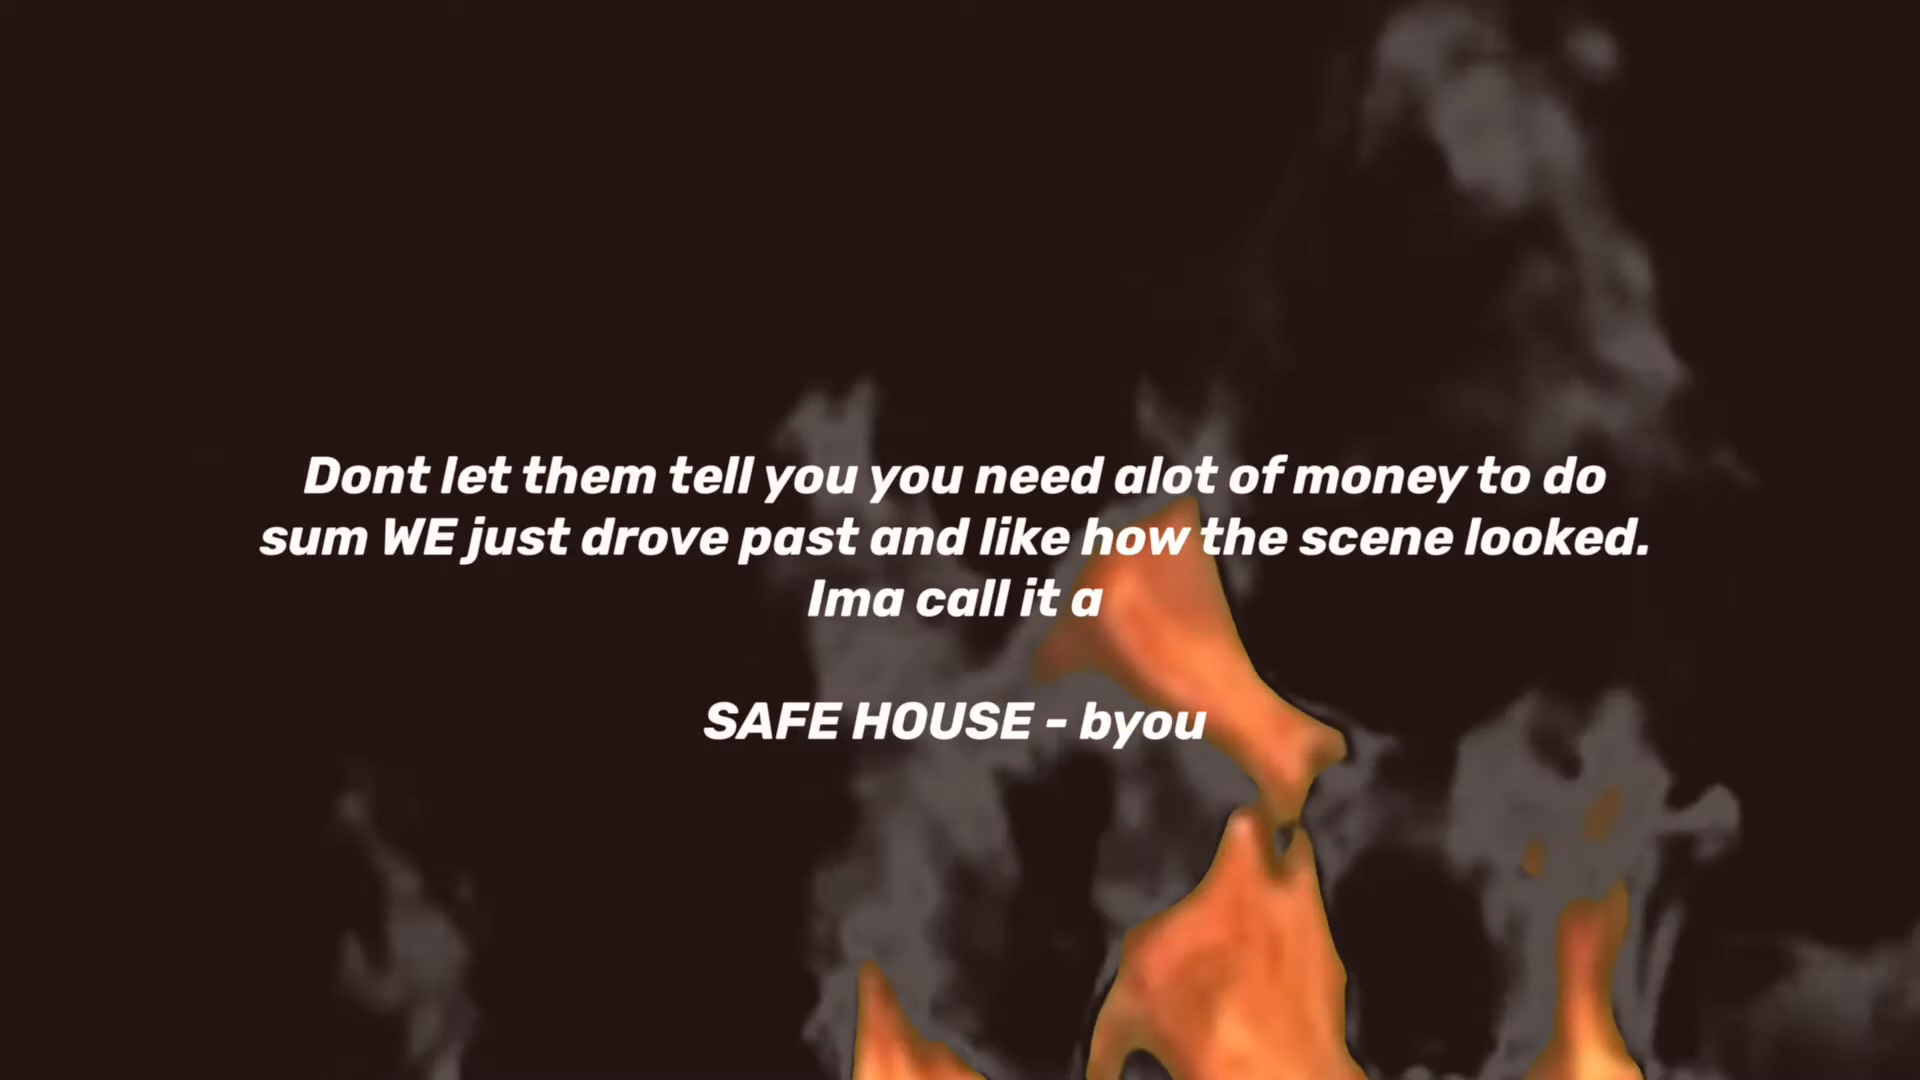 Dont let them tell you you need alot of money to do
sum WE just drove past and like how the scene looked.
Ima call it a
SAFE HOUSE - byou